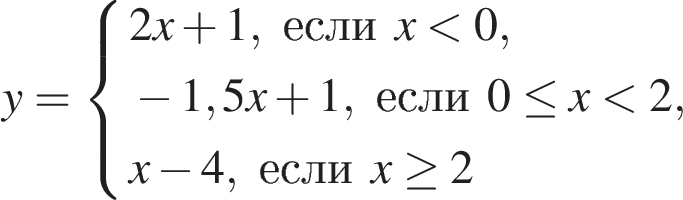 2x + 1, если x < 0,
y = { − 1,5x + 1, если 0 ≤ x < 2,
x − 4, если x ≥ 2